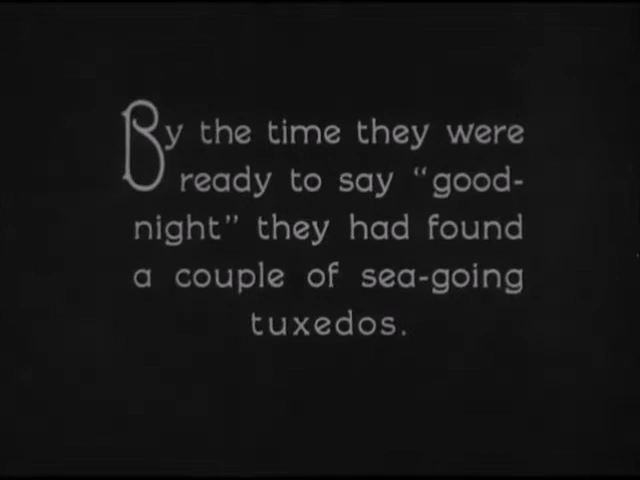 By the time they were
ready to say “good-
night” they had found
a couple of sea-going
tuxedos.